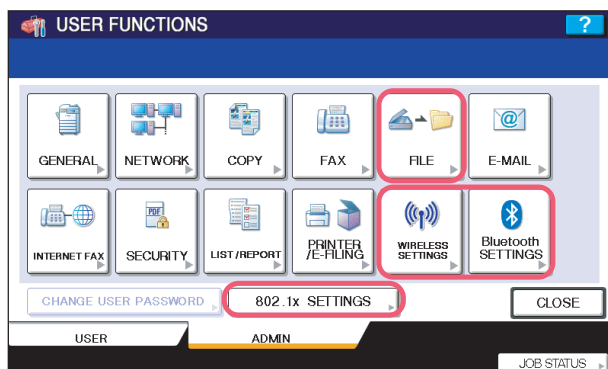 USER FUNCTIONS
?
GENERAL
NETWORK
COPY
FAX
FILE
@
E-MAIL
INTERNET FAX
PDF
SECURITY
LIST/REPORT
PRINTER
/E-FILING
WIRELESS
SETTINGS
Bluetooth
SETTINGS
CHANGE USER PASSWORD
802.1x SETTINGS
CLOSE
USER
ADMIN
JOB STATUS